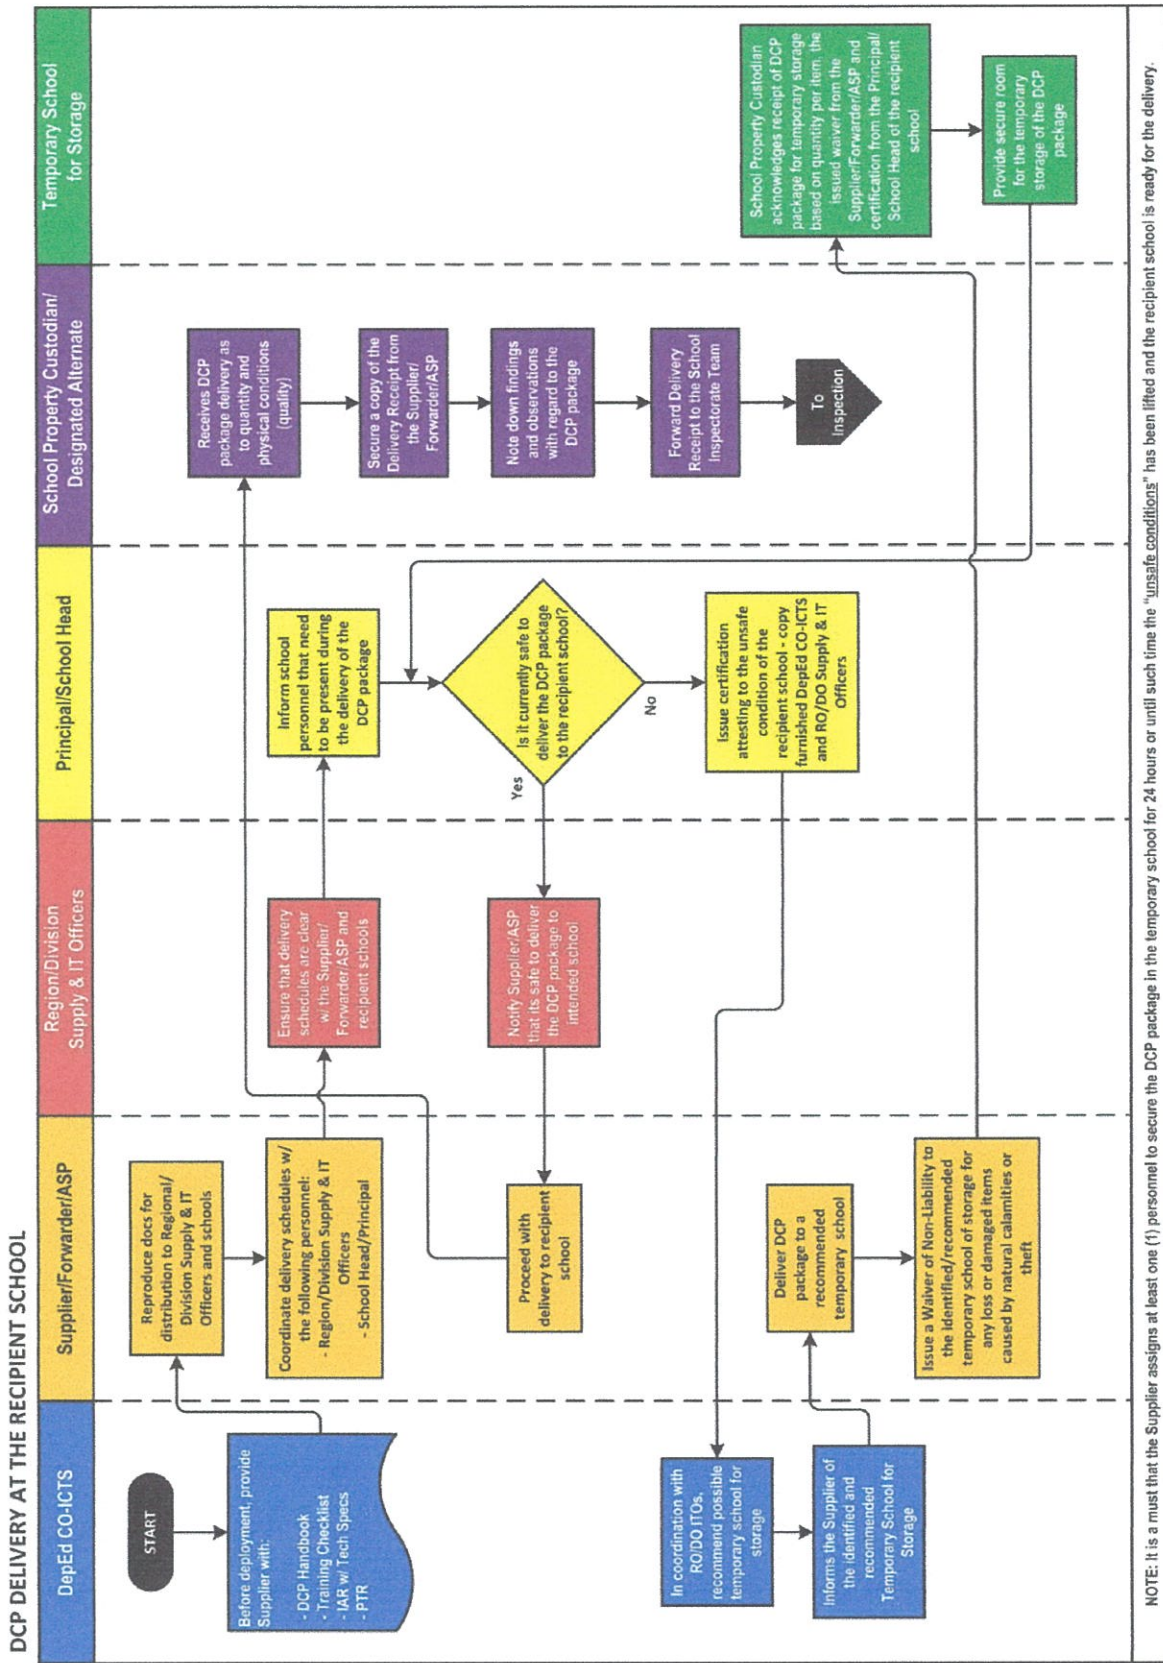 DCP DELIVERY AT THE RECIPIENT SCHOOL
DepEd CO-ICTS
Supplier/Forwarder/ASP
Region/Division
Supply & IT Officers
Principal/School Head
School Property Custodian/
Designated Alternate
Temporary School
for Storage
START
Before deployment, provide
Supplier with:
- DCP Handbook
- Training Checklist
- IAR w/ Tech Specs
- PTR
Reproduce docs for
distribution to Regional/
Division Supply & IT
Officers and schools
Coordinate delivery schedules w/
the following personnel:
- Region/Division Supply & IT
Officers
- School Head/Principal
Ensure that delivery
schedules are clear
w/ the Supplier/
Forwarder/ASP and
recipient schools
Inform school
personnel that need
to be present during
the delivery of the
DCP package
Is it currently safe to
deliver the DCP package
to the recipient school?
Yes
No
Notify Supplier/ASP
that its safe to deliver
the DCP package to
intended school
Proceed with
delivery to recipient
school
Receives DCP
package delivery as
to quantity and
physical conditions
(quality)
Secure a copy of the
Delivery Receipt from
the Supplier/
Forwarder/ASP
Note down findings
and observations
with regard to the
DCP package
Forward Delivery
Receipt to the School
Inspectorate Team
To
Inspection
Issue certification
attesting to the unsafe
condition of the
recipient school - copy
furnished DepEd CO-ICTS
and RO/DO Supply & IT
Officers
In coordination with
RO/DO ITOs,
recommend possible
temporary school for
storage
Informs the Supplier of
the identified and
recommended
Temporary School for
Storage
Deliver DCP
package to a
recommended
temporary school
Issue a Waiver of Non-Liability to
the identified/recommended
temporary school of storage for
any loss or damaged items
caused by natural calamities or
theft
School Property Custodian
acknowledges receipt of DCP
package for temporary storage
based on quantity per item, the
issued waiver from the
Supplier/Forwarder/ASP and
certification from the Principal/
School Head of the recipient
school
Provide secure room
for the temporary
storage of the DCP
package
NOTE: It is a must that the Supplier assigns at least one (1) personnel to secure the DCP package in the temporary school for 24 hours or until such time the "unsafe conditions" has been lifted and the recipient school is ready for the delivery.